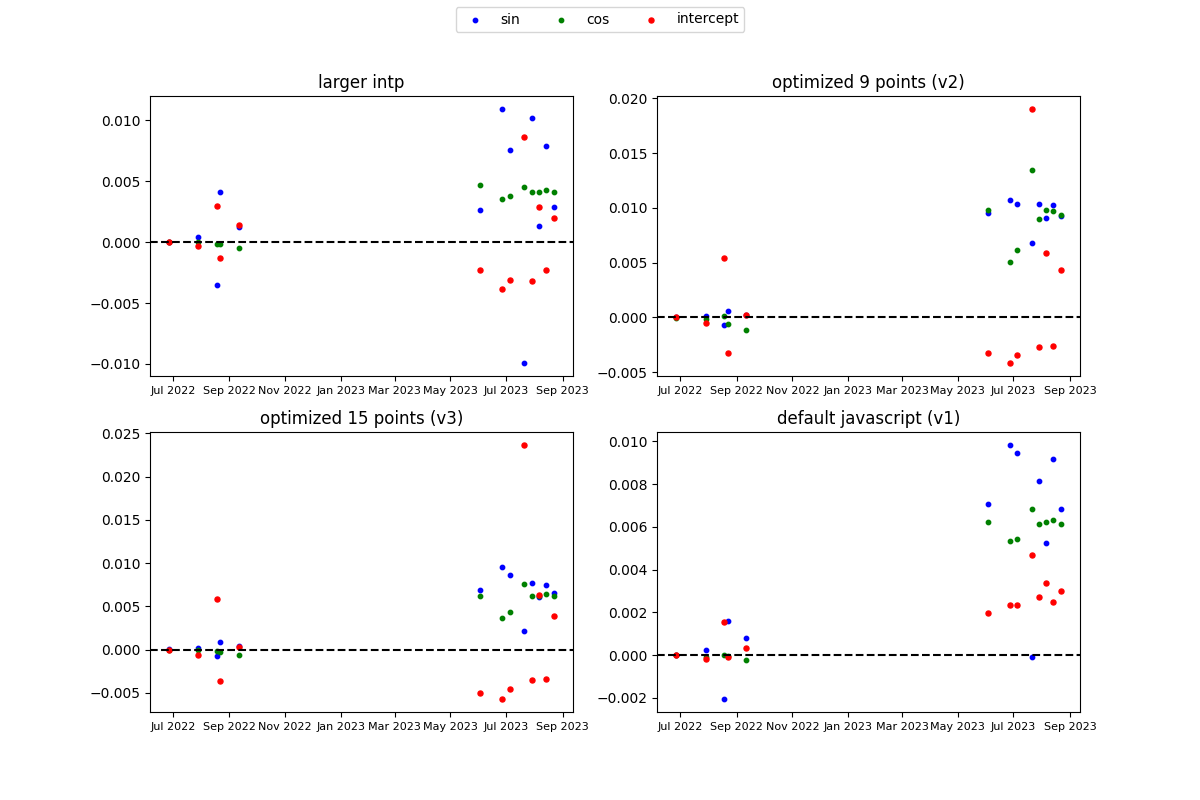 sin cos intercept
larger intp
0.010
0.005
0.000
−0.005
−0.010
Jul 2022 Sep 2022 Nov 2022 Jan 2023 Mar 2023 May 2023 Jul 2023 Sep 2023
optimized 9 points (v2)
0.020
0.015
0.010
0.005
0.000
−0.005
Jul 2022 Sep 2022 Nov 2022 Jan 2023 Mar 2023 May 2023 Jul 2023 Sep 2023
optimized 15 points (v3)
0.025
0.020
0.015
0.010
0.005
0.000
−0.005
Jul 2022 Sep 2022 Nov 2022 Jan 2023 Mar 2023 May 2023 Jul 2023 Sep 2023
default javascript (v1)
0.010
0.008
0.006
0.004
0.002
0.000
−0.002
Jul 2022 Sep 2022 Nov 2022 Jan 2023 Mar 2023 May 2023 Jul 2023 Sep 2023